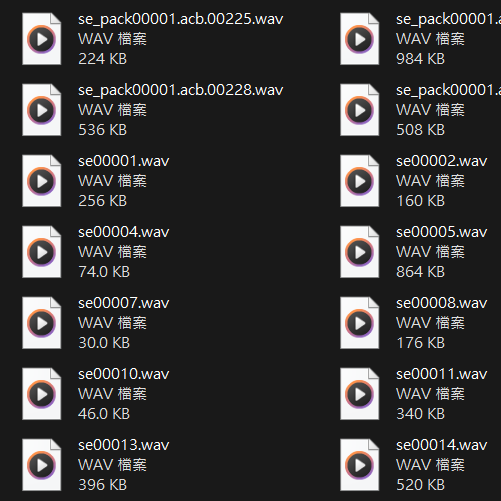 se_pack00001.acb.00225.wav
WAV 檔案
224 KB
se_pack00001.a
WAV 檔案
984 KB
se_pack00001.acb.00228.wav
WAV 檔案
536 KB
se_pack00001.a
WAV 檔案
508 KB
se00001.wav
WAV 檔案
256 KB
se00002.wav
WAV 檔案
160 KB
se00004.wav
WAV 檔案
74.0 KB
se00005.wav
WAV 檔案
864 KB
se00007.wav
WAV 檔案
30.0 KB
se00008.wav
WAV 檔案
176 KB
se00010.wav
WAV 檔案
46.0 KB
se00011.wav
WAV 檔案
340 KB
se00013.wav
WAV 檔案
396 KB
se00014.wav
WAV 檔案
520 KB